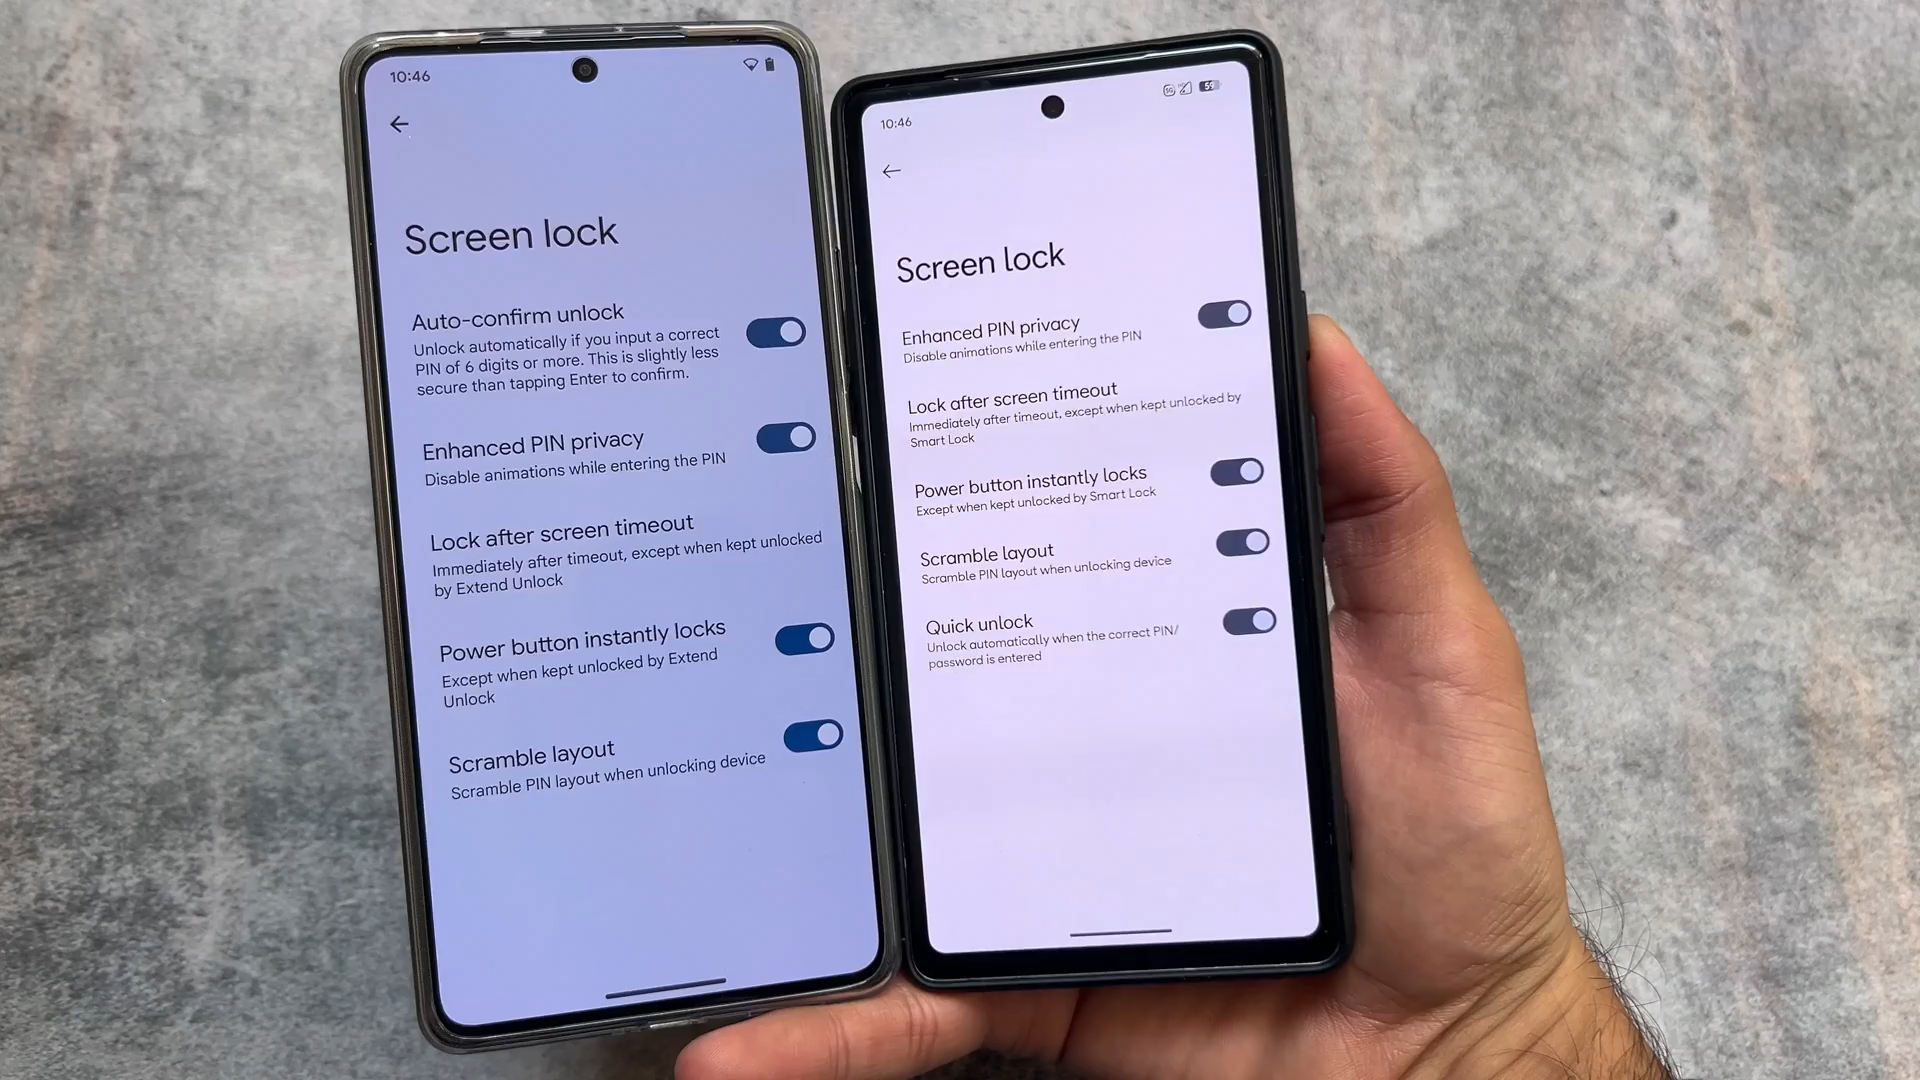 10:46
Screen lock
Auto-confirm unlock
Unlock automatically if you input a correct
PIN of 6 digits or more. This is slightly less
secure than tapping Enter to confirm.
Enhanced PIN privacy
Disable animations while entering the PIN
Lock after screen timeout
Immediately after timeout, except when kept unlocked
by Extend Unlock
Power button instantly locks
Except when kept unlocked by Extend
Unlock
Scramble layout
Scramble PIN layout when unlocking device
10:46
59
Screen lock
Enhanced PIN privacy
Disable animations while entering the PIN
Lock after screen timeout
Immediately after timeout, except when kept unlocked by
Smart Lock
Power button instantly locks
Except when kept unlocked by Smart Lock
Scramble layout
Scramble PIN layout when unlocking device
Quick unlock
Unlock automatically when the correct PIN/
password is entered